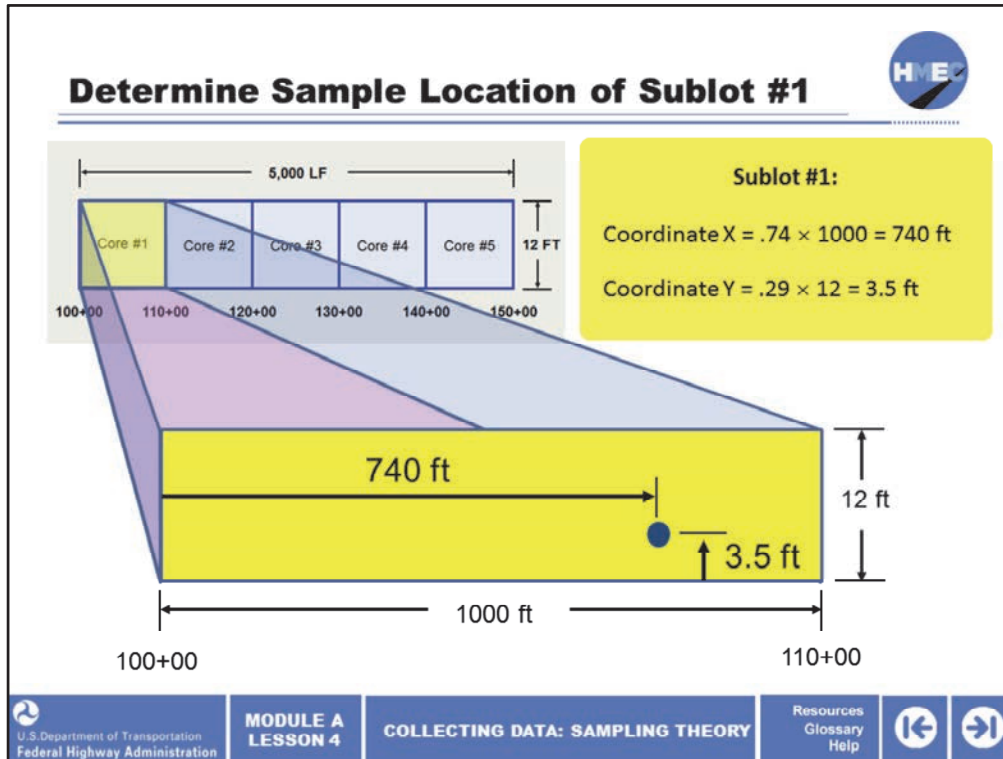 HMEC
Determine Sample Location of Sublot #1
5,000 LF
Core #1 Core #2 Core #3 Core #4 Core #5
12 FT
100+00 110+00 120+00 130+00 140+00 150+00
Sublot #1:
Coordinate X = .74 × 1000 = 740 ft
Coordinate Y = .29 × 12 = 3.5 ft
740 ft
12 ft
3.5 ft
1000 ft
100+00 110+00
U.S.Department of Transportation
Federal Highway Administration
MODULE A
LESSON 4
COLLECTING DATA: SAMPLING THEORY
Resources
Glossary
Help